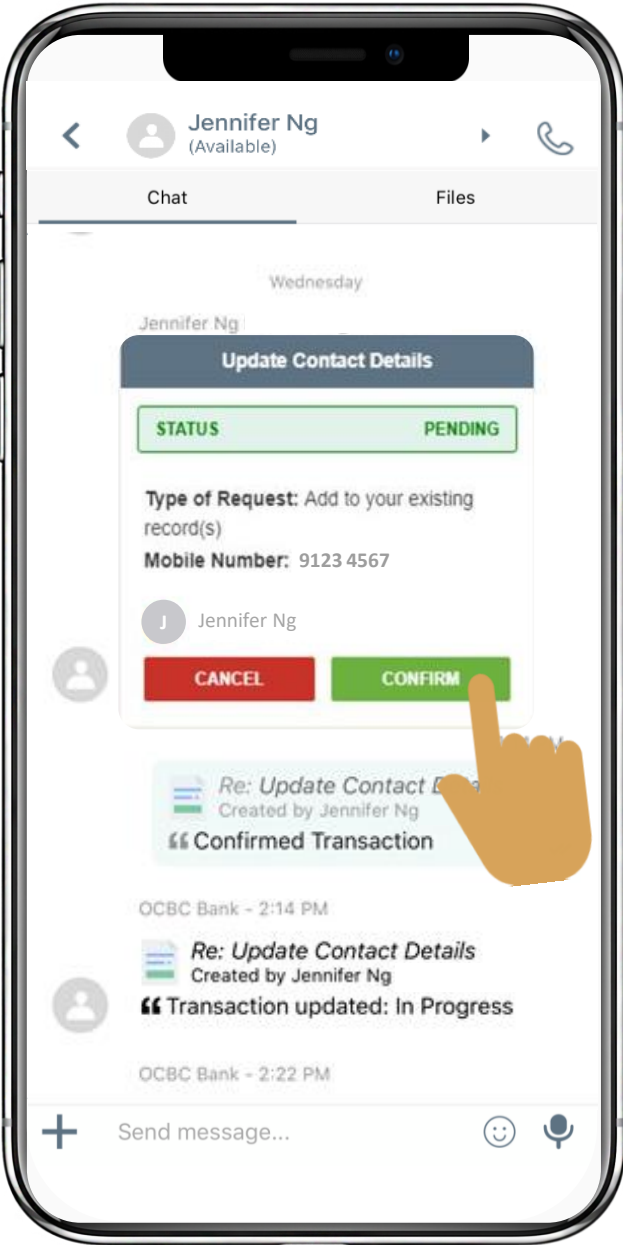 Jennifer Ng
(Available)
Chat Files
Wednesday
Jennifer Ng
Update Contact Details
STATUS PENDING
Type of Request: Add to your existing
record(s)
Mobile Number: 9123 4567
J Jennifer Ng
CANCEL CONFIRM
Re: Update Contact
Created by Jennifer Ng
“ Confirmed Transaction
OCBC Bank - 2:14 PM
Re: Update Contact Details
Created by Jennifer Ng
“ Transaction updated: In Progress
OCBC Bank - 2:22 PM
Send message...